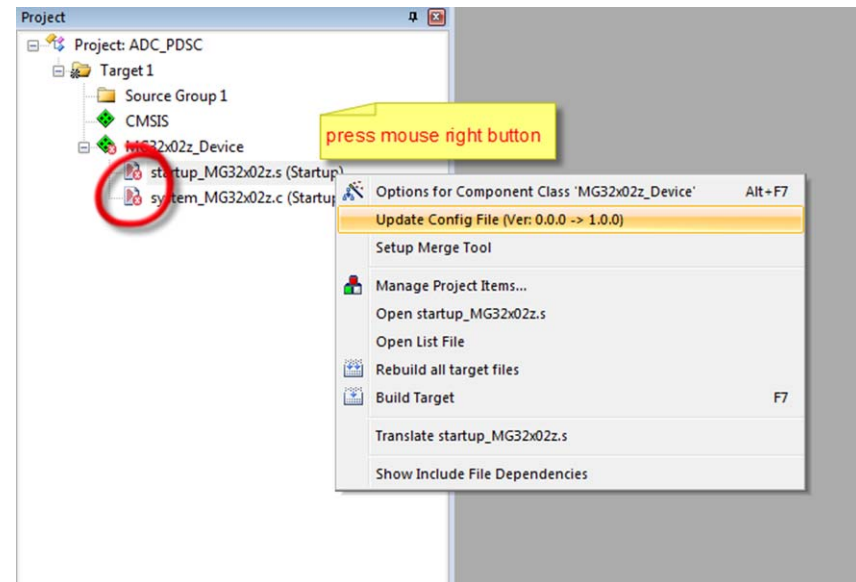 Project
Project: ADC_PDSC
Target 1
Source Group 1
CMSIS
MG32x02z_Device
startup_MG32x02z.s (Startup)
system_MG32x02z.c (Startup
press mouse right button
Options for Component Class 'MG32x02z_Device' Alt+F7
Update Config File (Ver: 0.0.0 -> 1.0.0)
Setup Merge Tool
Manage Project Items...
Open startup_MG32x02z.s
Open List File
Rebuild all target files
Build Target F7
Translate startup_MG32x02z.s
Show Include File Dependencies